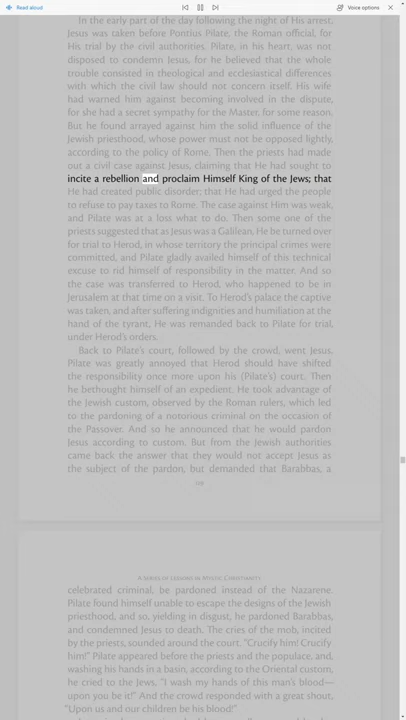 Read aloud
Voice options
In the early part of the day following the night of His arrest,
Jesus was taken before Pontius Pilate, the Roman official, for
His trial by the civil authorities. Pilate, in his heart, was not
disposed to condemn Jesus, for he believed that the whole
trouble consisted in theological and ecclesiastical differences
with which the civil law should not concern itself. His wife
had warned him against becoming involved in the dispute,
for she had a secret sympathy for the Master, for some reason.
But he found arrayed against him the solid influence of the
Jewish priesthood, whose power must not be opposed lightly,
according to the policy of Rome. Then the priests had made
out a civil case against Jesus, claiming that He had sought to
incite a rebellion and proclaim Himself King of the Jews; that
He had created public disorder; that He had urged the people
to refuse to pay taxes to Rome. The case against Him was weak,
and Pilate was at a loss what to do. Then some one of the
priests suggested that as Jesus was a Galilean, He be turned over
for trial to Herod, in whose territory the principal crimes were
committed, and Pilate gladly availed himself of this technical
excuse to rid himself of responsibility in the matter. And so
the case was transferred to Herod, who happened to be in
Jerusalem at that time on a visit. To Herod's palace the captive
was taken, and after suffering indignities and humiliation at the
hand of the tyrant, He was remanded back to Pilate for trial,
under Herod's orders.
Back to Pilate's court, followed by the crowd, went Jesus,
Pilate was greatly annoyed that Herod should have shifted
the responsibility once more upon his (Pilate's) court. Then
he bethought himself of an expedient. He took advantage of
the Jewish custom, observed by the Roman rulers, which led
to the pardoning of a notorious criminal on the occasion of
the Passover. And so he announced that he would pardon
Jesus according to custom. But from the Jewish authorities
came back the answer that they would not accept Jesus as
the subject of the pardon, but demanded that Barabbas, a
A Series of Lessons in Mystic Christianity
celebrated criminal, be pardoned instead of the Nazarene.
Pilate found himself unable to escape the designs of the Jewish
priesthood, and so, yielding in disgust, he pardoned Barabbas,
and condemned Jesus to death. The cries of the mob, incited
by the priests, sounded around the court. "Crucify him! Crucify
him!" Pilate appeared before the priests and the populace, and,
washing his hands in a basin, according to the Oriental custom,
he cried to the Jews, "I wash my hands of this man's blood—
upon you be it!" And the crowd responded with a great shout,
"Upon us and our children be his blood!"